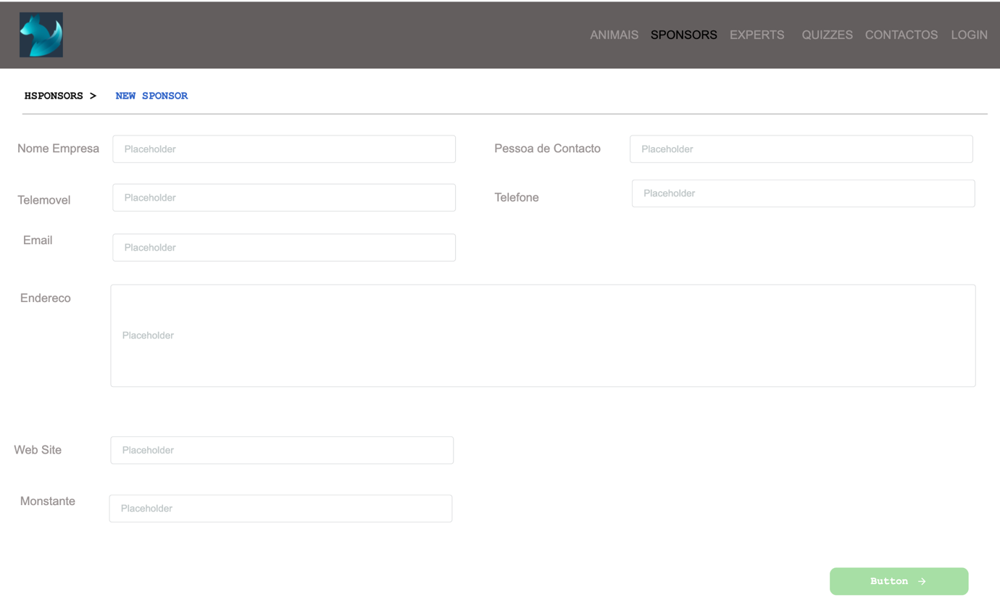 ANIMAIS SPONSORS EXPERTS QUIZZES CONTACTOS LOGIN
HSPONSORS > NEW SPONSOR
Nome Empresa Placeholder Pessoa de Contacto Placeholder
Telemovel Placeholder Telefone Placeholder
Email Placeholder
Endereco
Placeholder
Web Site Placeholder
Monstante Placeholder
Button →